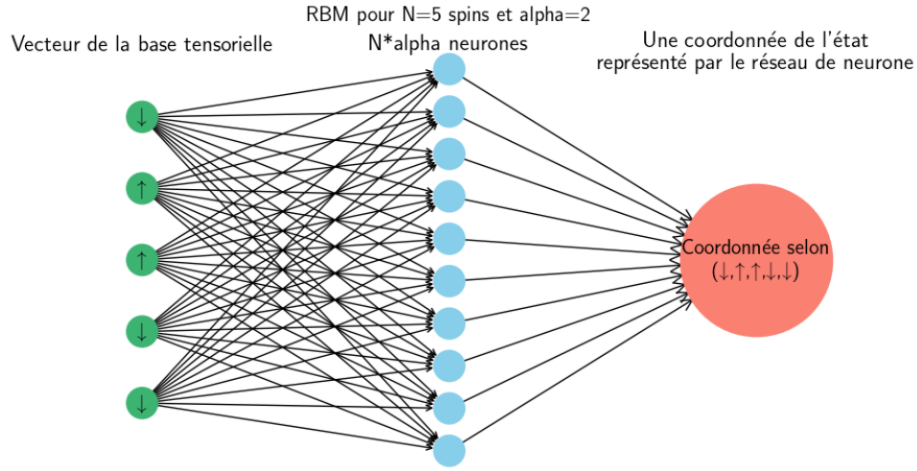 RBM pour N=5 spins et alpha=2
Vecteur de la base tensorielle
N*alpha neurones
Une coordonnée de l'état
représenté par le réseau de neurone
↓
↑
↑
↓
↓
Coordonnée selon
(↓,↑,↑,↓,↓)